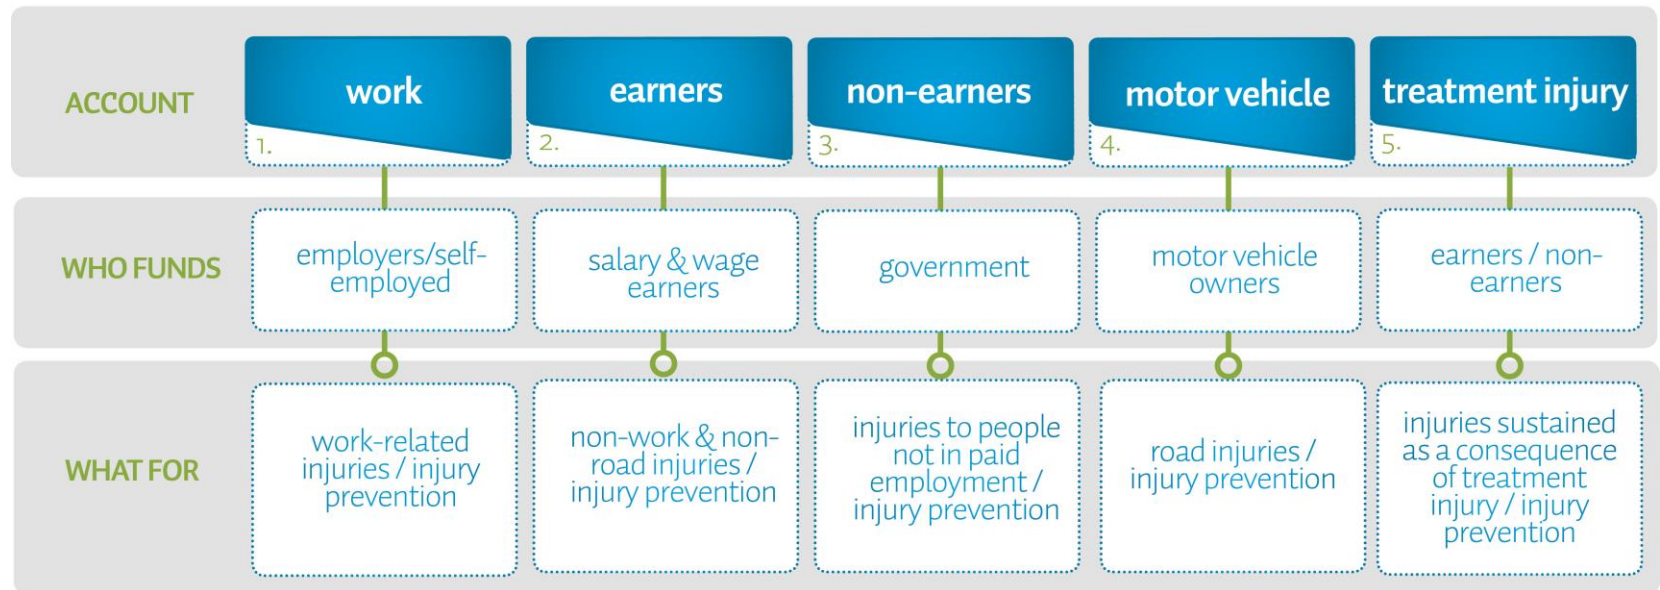 ACCOUNT
work
1.
earners
2.
non-earners
3.
motor vehicle
4.
treatment injury
5.
WHO FUNDS
employers/self-
employed
salary & wage
earners
government
motor vehicle
owners
earners / non-
earners
WHAT FOR
work-related
injuries / injury
prevention
non-work & non-
road injuries /
injury prevention
injuries to people
not in paid
employment /
injury prevention
road injuries /
injury prevention
injuries sustained
as a consequence
of treatment
injury / injury
prevention